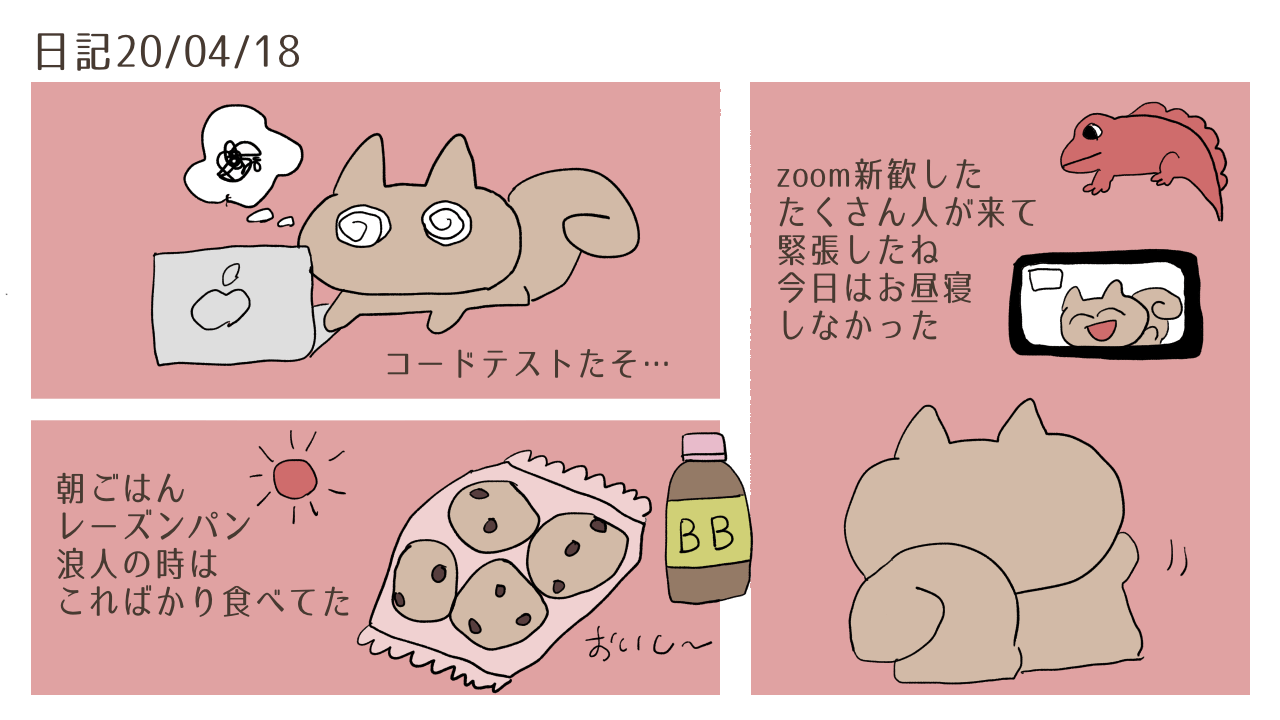 日記20/04/18
コードテストたそ…
朝ごはん
レーズンパン
浪人の時は
こればかり食べてた
おいし～
BB
zoom新歓した
たくさん人が来て
緊張したね
今日はお昼寝
しなかった